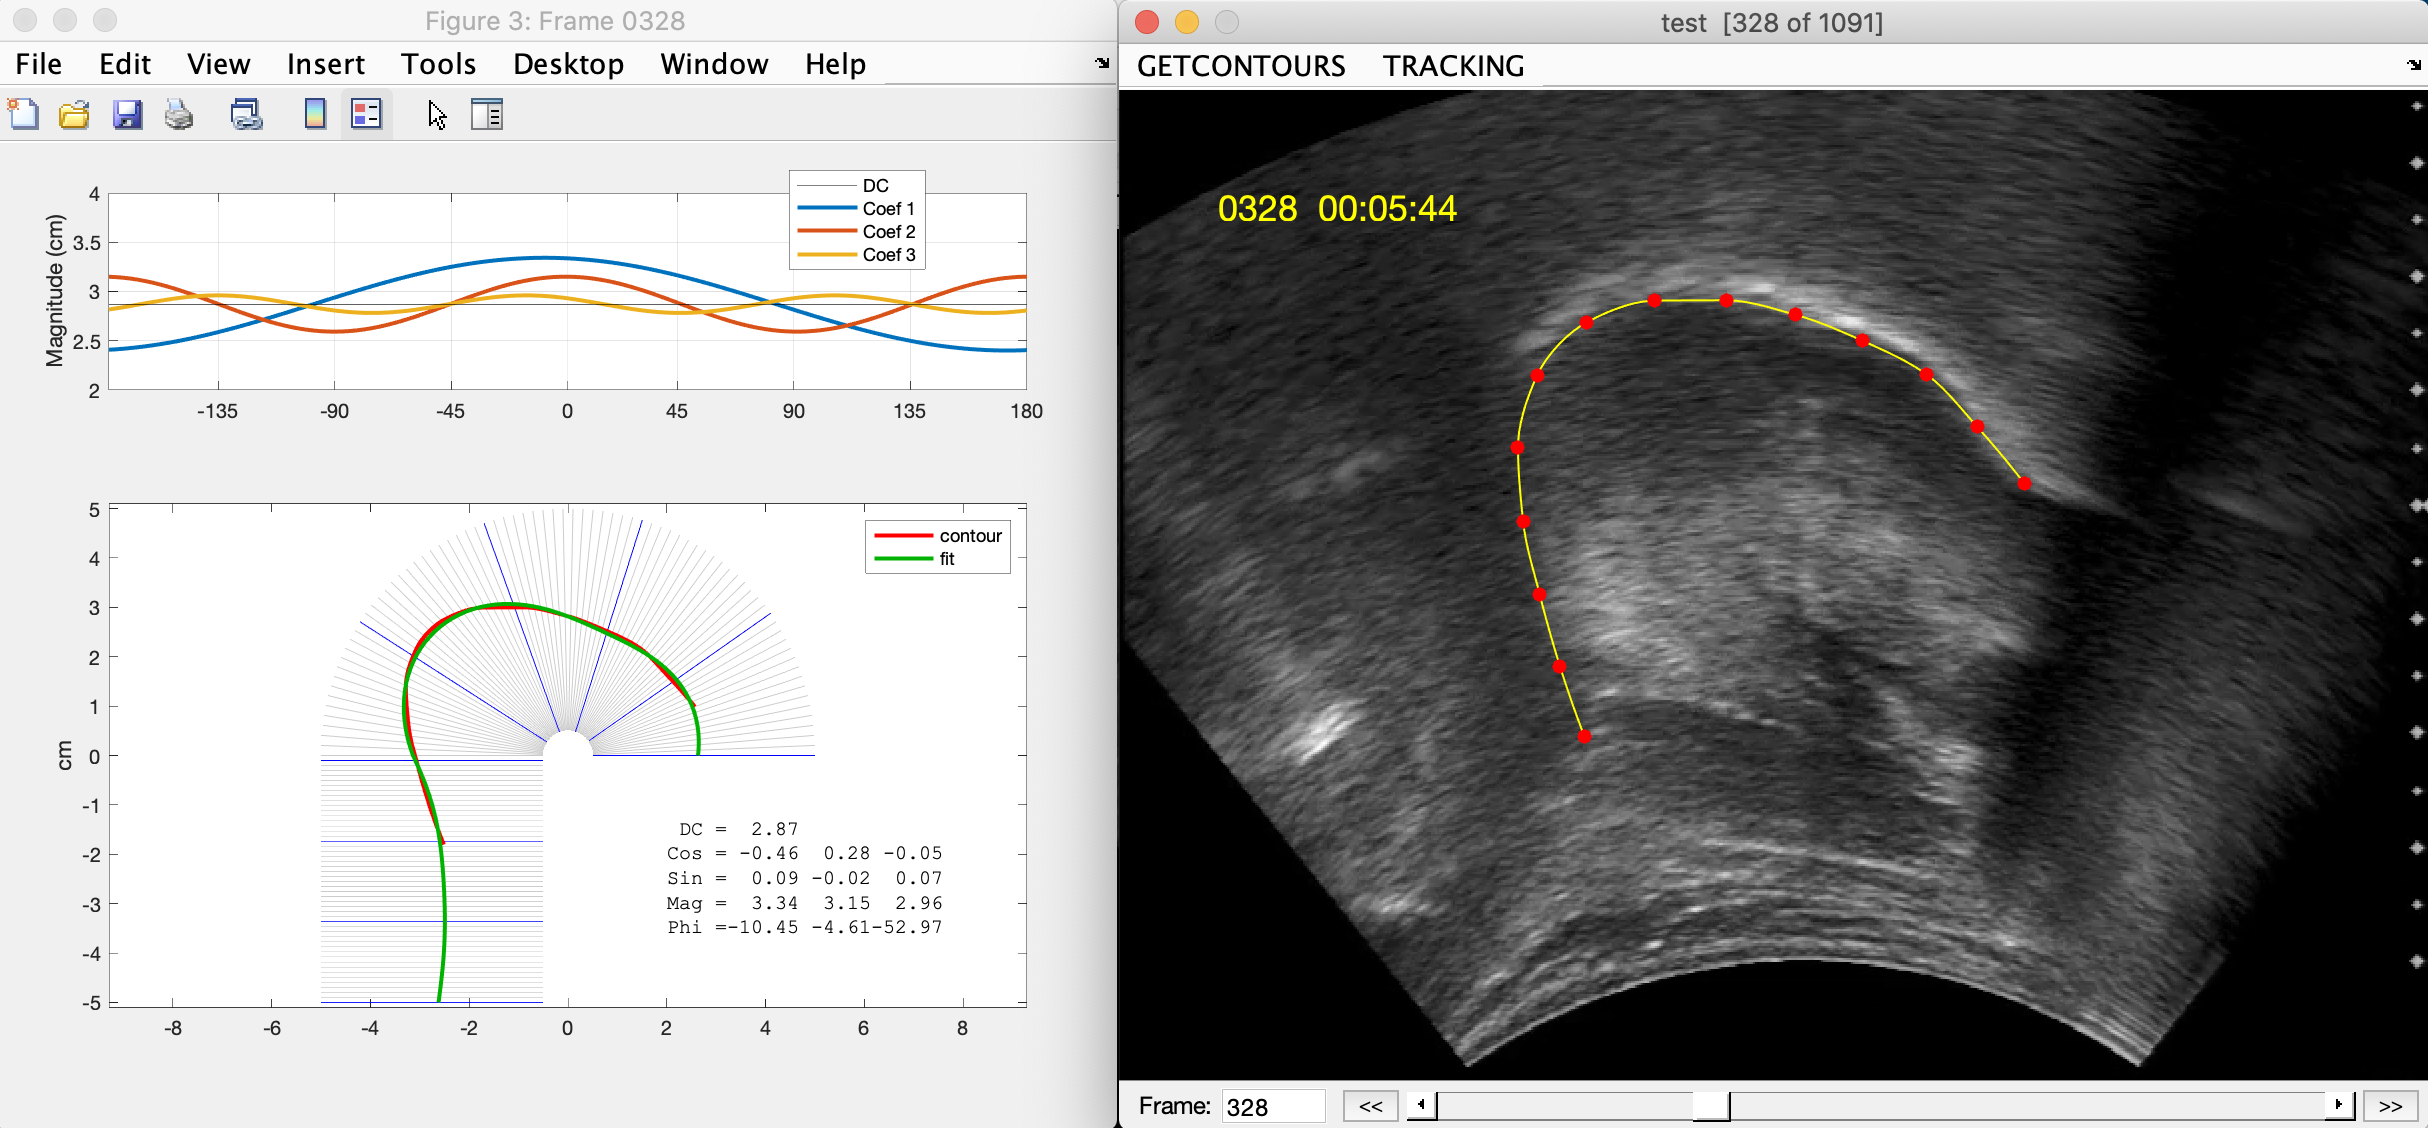 Figure 3: Frame 0328
File Edit View Insert Tools Desktop Window Help
DC
Coef 1
Coef 2
Coef 3
Magnitude (cm)
4
3.5
3
2.5
2
-135 -90 -45 0 45 90 135 180
contour
fit
cm
5
4
3
2
1
0
-1
-2
-3
-4
-5
DC = 2.87
Cos = -0.46 0.28 -0.05
Sin = 0.09 -0.02 0.07
Mag = 3.34 3.15 2.96
Phi =-10.45 -4.61-52.97
-8 -6 -4 -2 0 2 4 6 8
test [328 of 1091]
GETCONTOURS TRACKING
0328 00:05:44
Frame: 328 << >>